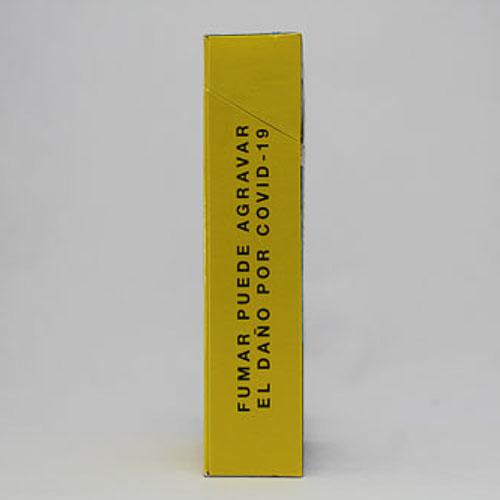 FUMAR PUEDE AGRAVAR
EL DAÑO POR COVID-19